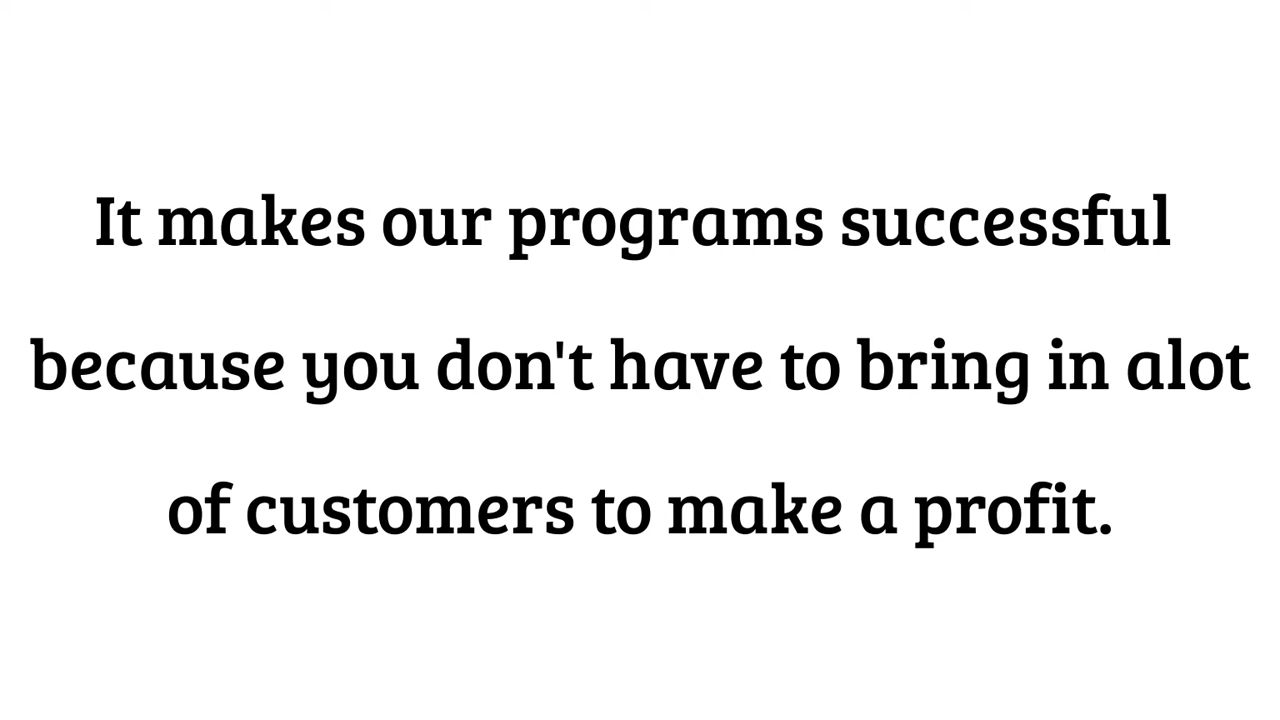 It makes our programs successful
because you don't have to bring in alot
of customers to make a profit.